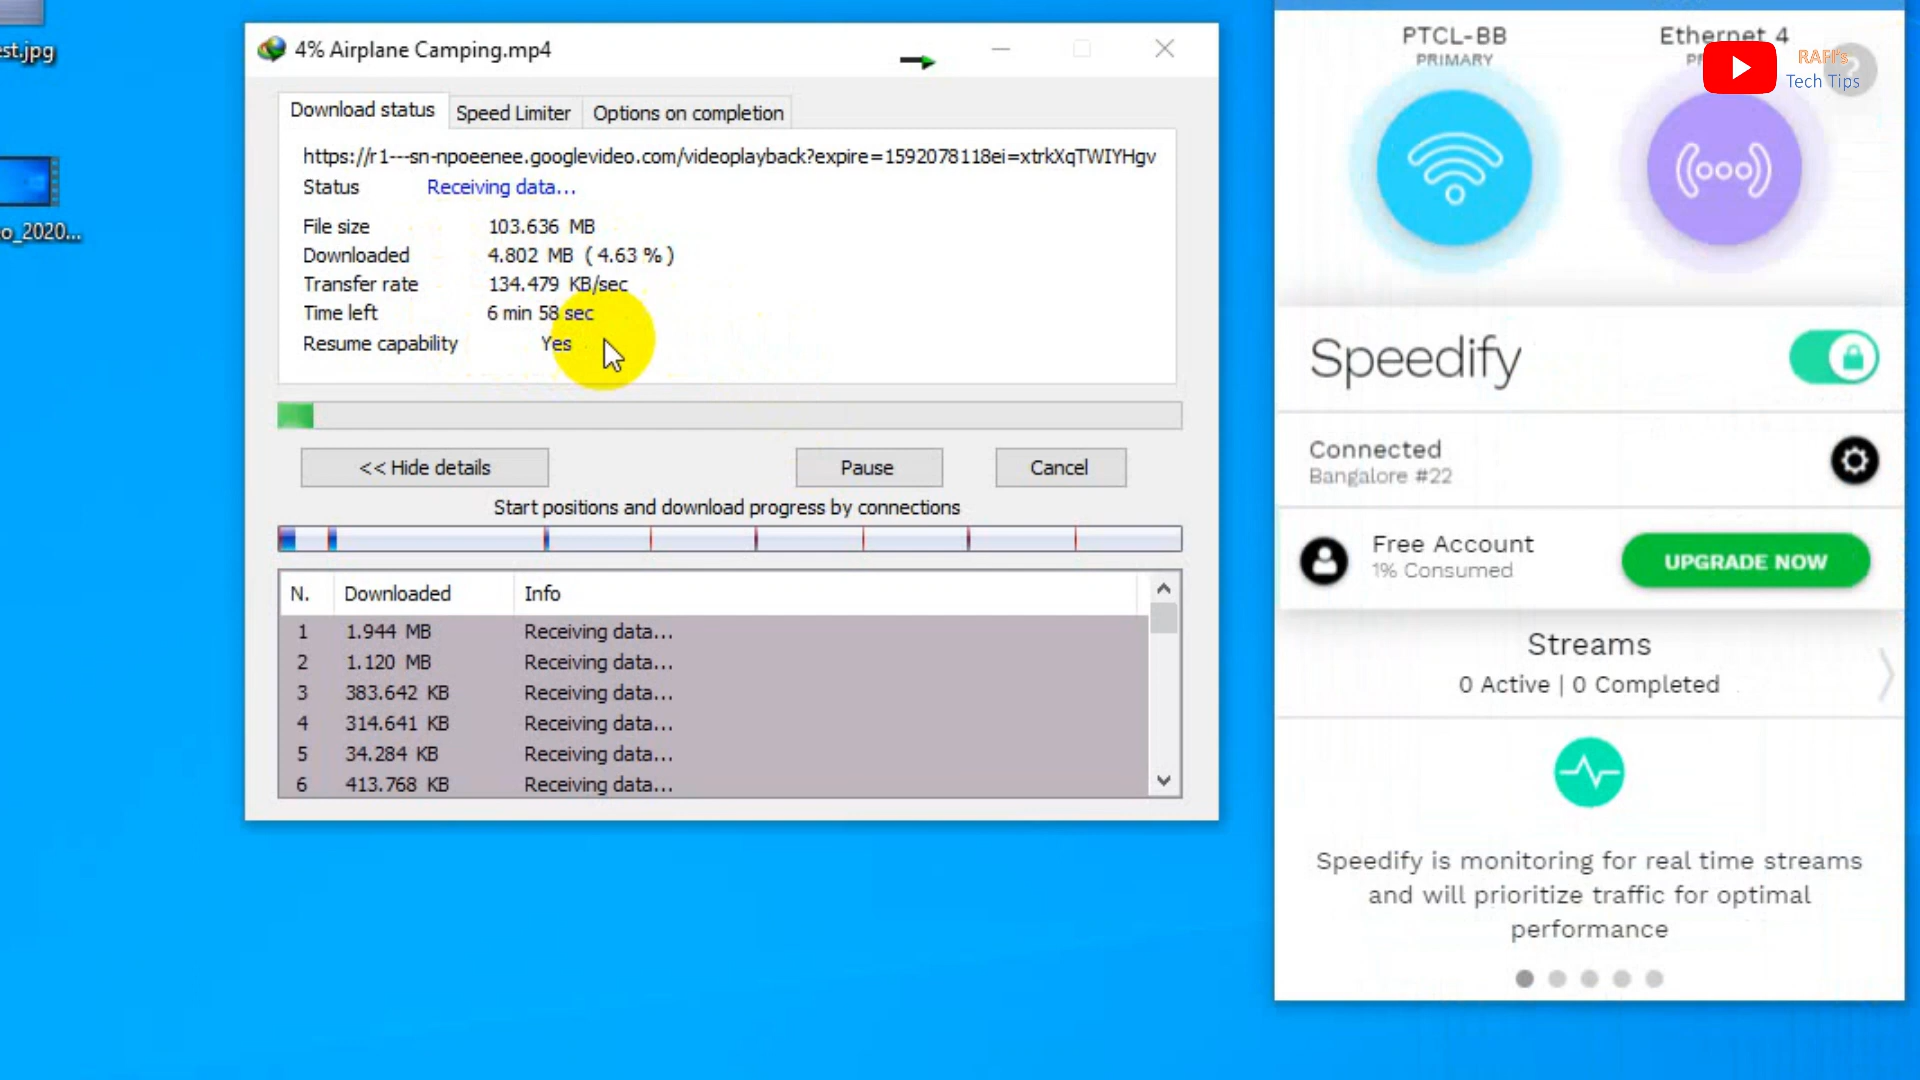 est.jpg
o_2020...
4% Airplane Camping.mp4
Download status
Speed Limiter
Options on completion
https://r1---sn-npoeenee.googlevideo.com/videoplayback?expire=1592078118ei=xtrkXqTWIYHgv
Status Receiving data...
File size 103.636 MB
Downloaded 4.802 MB ( 4.63 % )
Transfer rate 134.479 KB/sec
Time left 6 min 58 sec
Resume capability Yes
<< Hide details
Pause
Cancel
Start positions and download progress by connections
N. Downloaded Info
1 1.944 MB Receiving data...
2 1.120 MB Receiving data...
3 383.642 KB Receiving data...
4 314.641 KB Receiving data...
5 34.284 KB Receiving data...
6 413.768 KB Receiving data...
PTCL-BB
PRIMARY
Ethernet 4
RAFI's
Tech Tips
?
Speedify
Connected
Bangalore #22
Free Account
1% Consumed
UPGRADE NOW
Streams
0 Active | 0 Completed
Speedify is monitoring for real time streams
and will prioritize traffic for optimal
performance